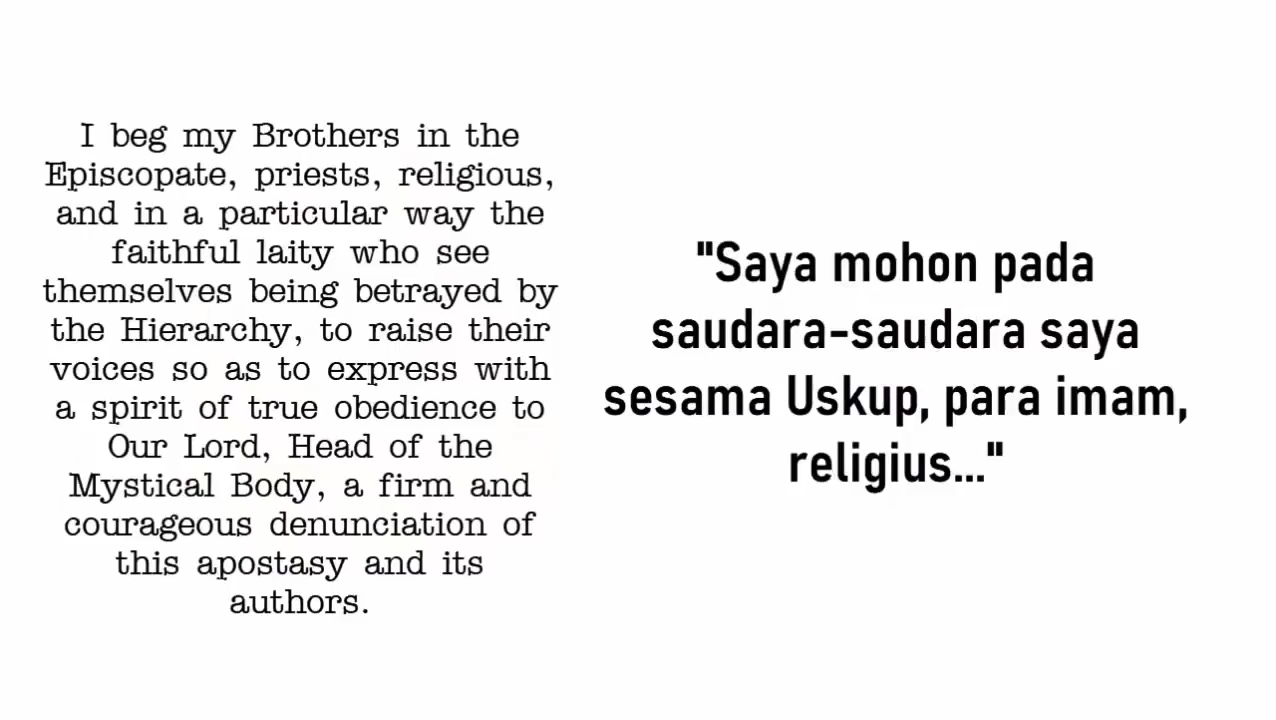 I beg my Brothers in the
Episcopate, priests, religious,
and in a particular way the
faithful laity who see
themselves being betrayed by
the Hierarchy, to raise their
voices so as to express with
a spirit of true obedience to
Our Lord, Head of the
Mystical Body, a firm and
courageous denunciation of
this apostasy and its
authors.
"Saya mohon pada
saudara-saudara saya
sesama Uskup, para imam,
religius..."